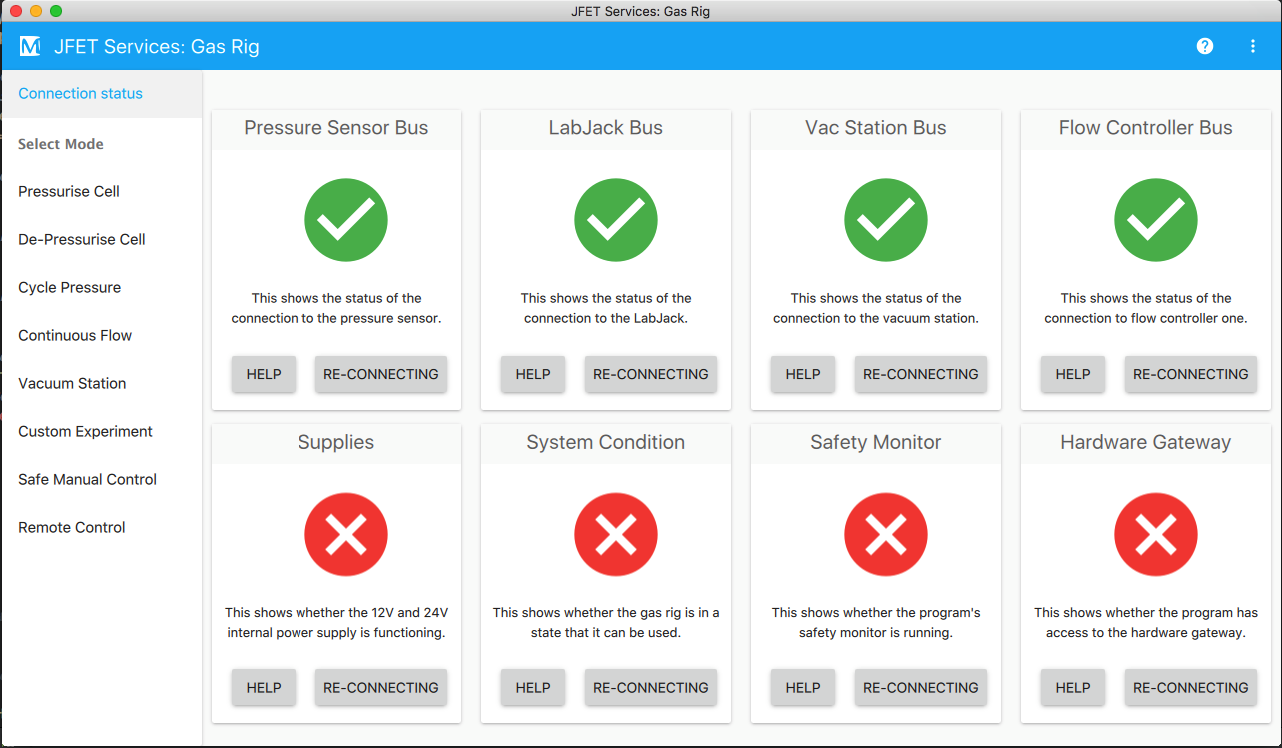 JFET Services: Gas Rig
M JFET Services: Gas Rig ?
Connection status
Select Mode
Pressurise Cell
De-Pressurise Cell
Cycle Pressure
Continuous Flow
Vacuum Station
Custom Experiment
Safe Manual Control
Remote Control
Pressure Sensor Bus
This shows the status of the
connection to the pressure sensor.
HELP RE-CONNECTING
LabJack Bus
This shows the status of the
connection to the LabJack.
HELP RE-CONNECTING
Vac Station Bus
This shows the status of the
connection to the vacuum station.
HELP RE-CONNECTING
Flow Controller Bus
This shows the status of the
connection to flow controller one.
HELP RE-CONNECTING
Supplies
This shows whether the 12V and 24V
internal power supply is functioning.
HELP RE-CONNECTING
System Condition
This shows whether the gas rig is in a
state that it can be used.
HELP RE-CONNECTING
Safety Monitor
This shows whether the program's
safety monitor is running.
HELP RE-CONNECTING
Hardware Gateway
This shows whether the program has
access to the hardware gateway.
HELP RE-CONNECTING